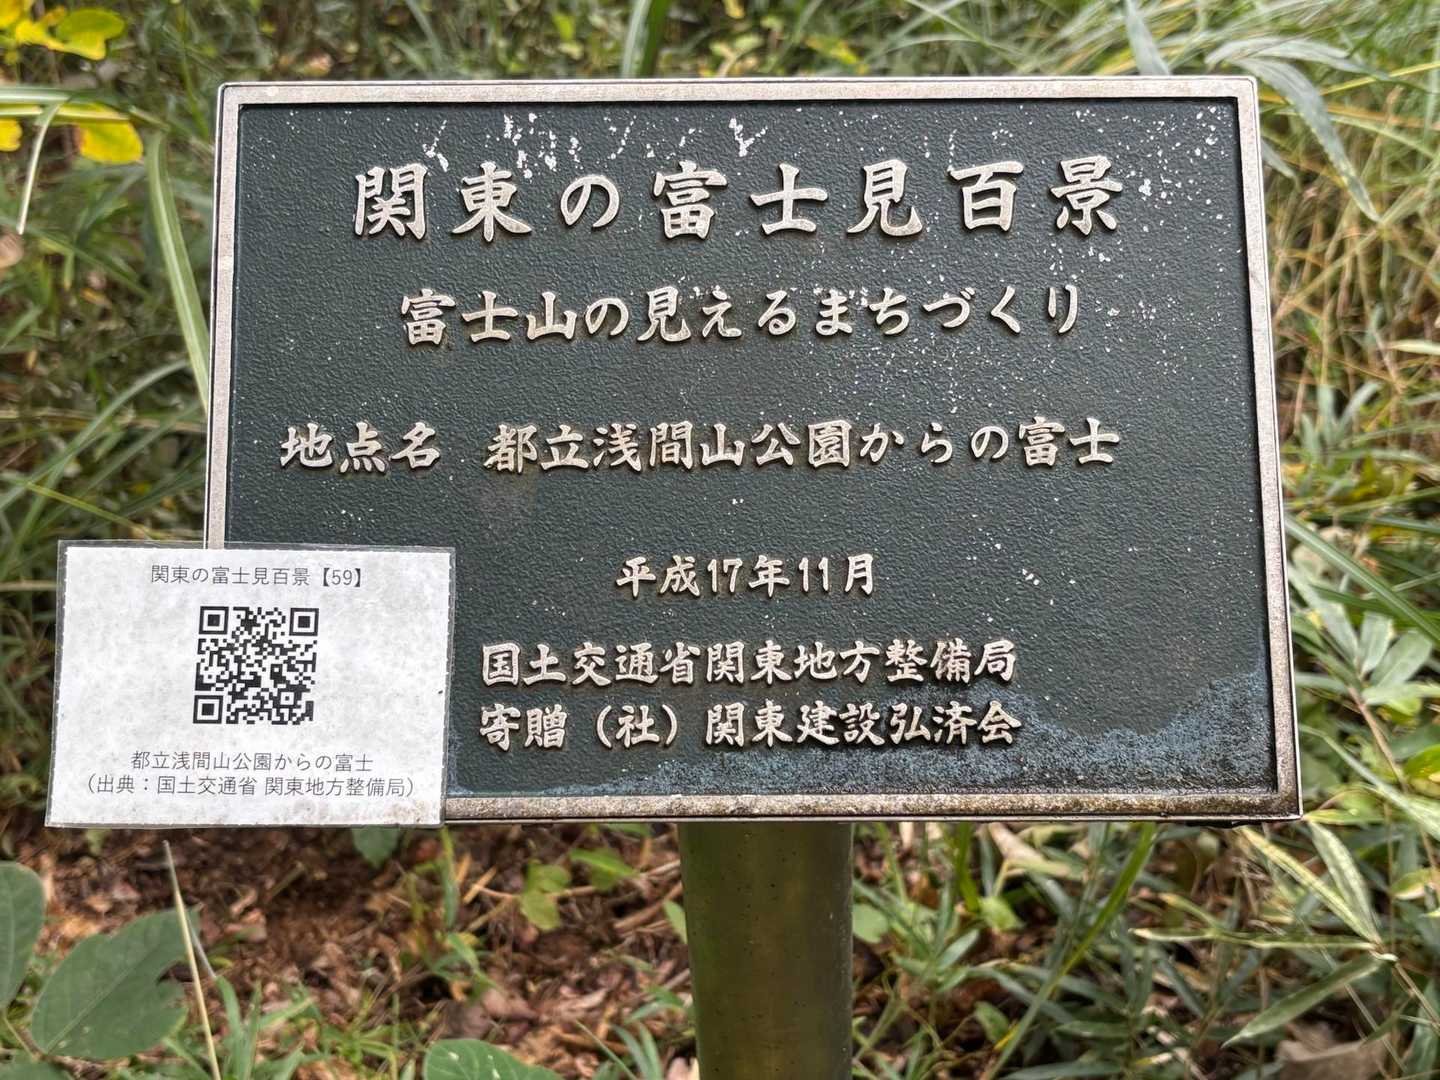 関東の富士見百景
富士山の見えるまちづくり
地点名 都立浅間山公園からの富士
平成17年11月
国土交通省関東地方整備局
寄贈（社）関東建設弘済会
関東の富士見百景【59】
都立浅間山公園からの富士
（出典：国土交通省 関東地方整備局）